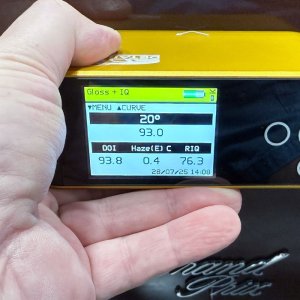 Gloss + IQ
▼MENU ▲CURVE
20°
93.0
DOI Haze(E) C RIQ
93.8 0.4 76.3
28/07/25 14:08